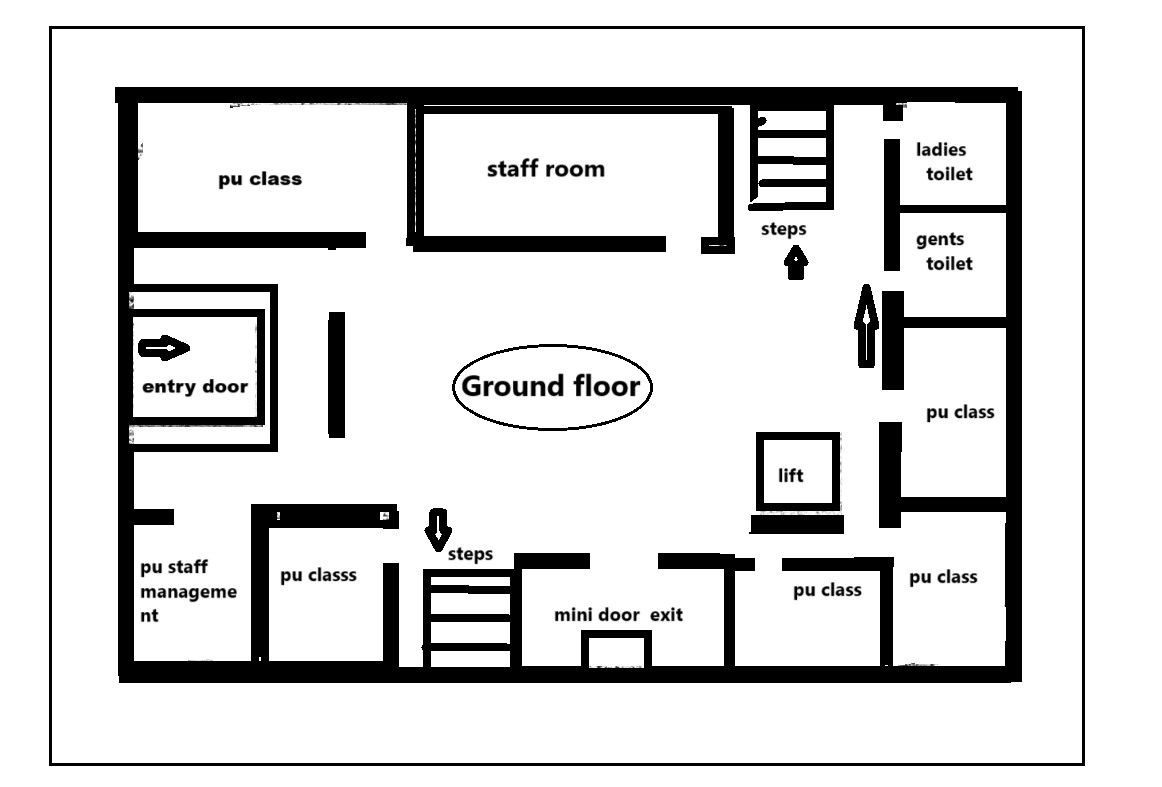 pu class
staff room
steps
ladies
toilet
gents
toilet
entry door
Ground floor
pu class
lift
pu staff
manageme
nt
pu classs
steps
mini door  exit
pu class
pu class